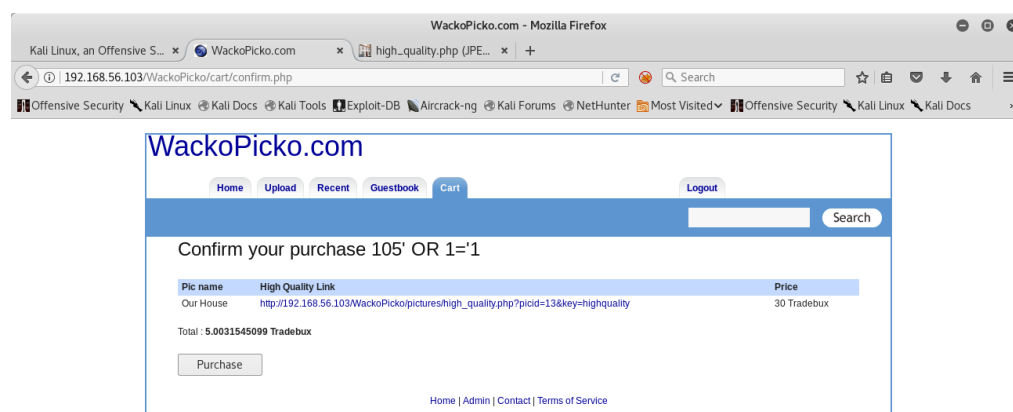 WackoPicko.com - Mozilla Firefox
Kali Linux, an Offensive S... × WackoPicko.com × high_quality.php (JPE... × +
192.168.56.103/WackoPicko/cart/confirm.php Search
Offensive Security Kali Linux Kali Docs Kali Tools Exploit-DB Aircrack-ng Kali Forums NetHunter Most Visited Offensive Security Kali Linux Kali Docs
WackoPicko.com
Home Upload Recent Guestbook Cart Logout
Search
Confirm your purchase 105' OR 1='1
Pic name High Quality Link Price
Our House http://192.168.56.103/WackoPicko/pictures/high_quality.php?picid=13&key=highquality 30 Tradebux
Total : 5.0031545099 Tradebux
Purchase
Home | Admin | Contact | Terms of Service